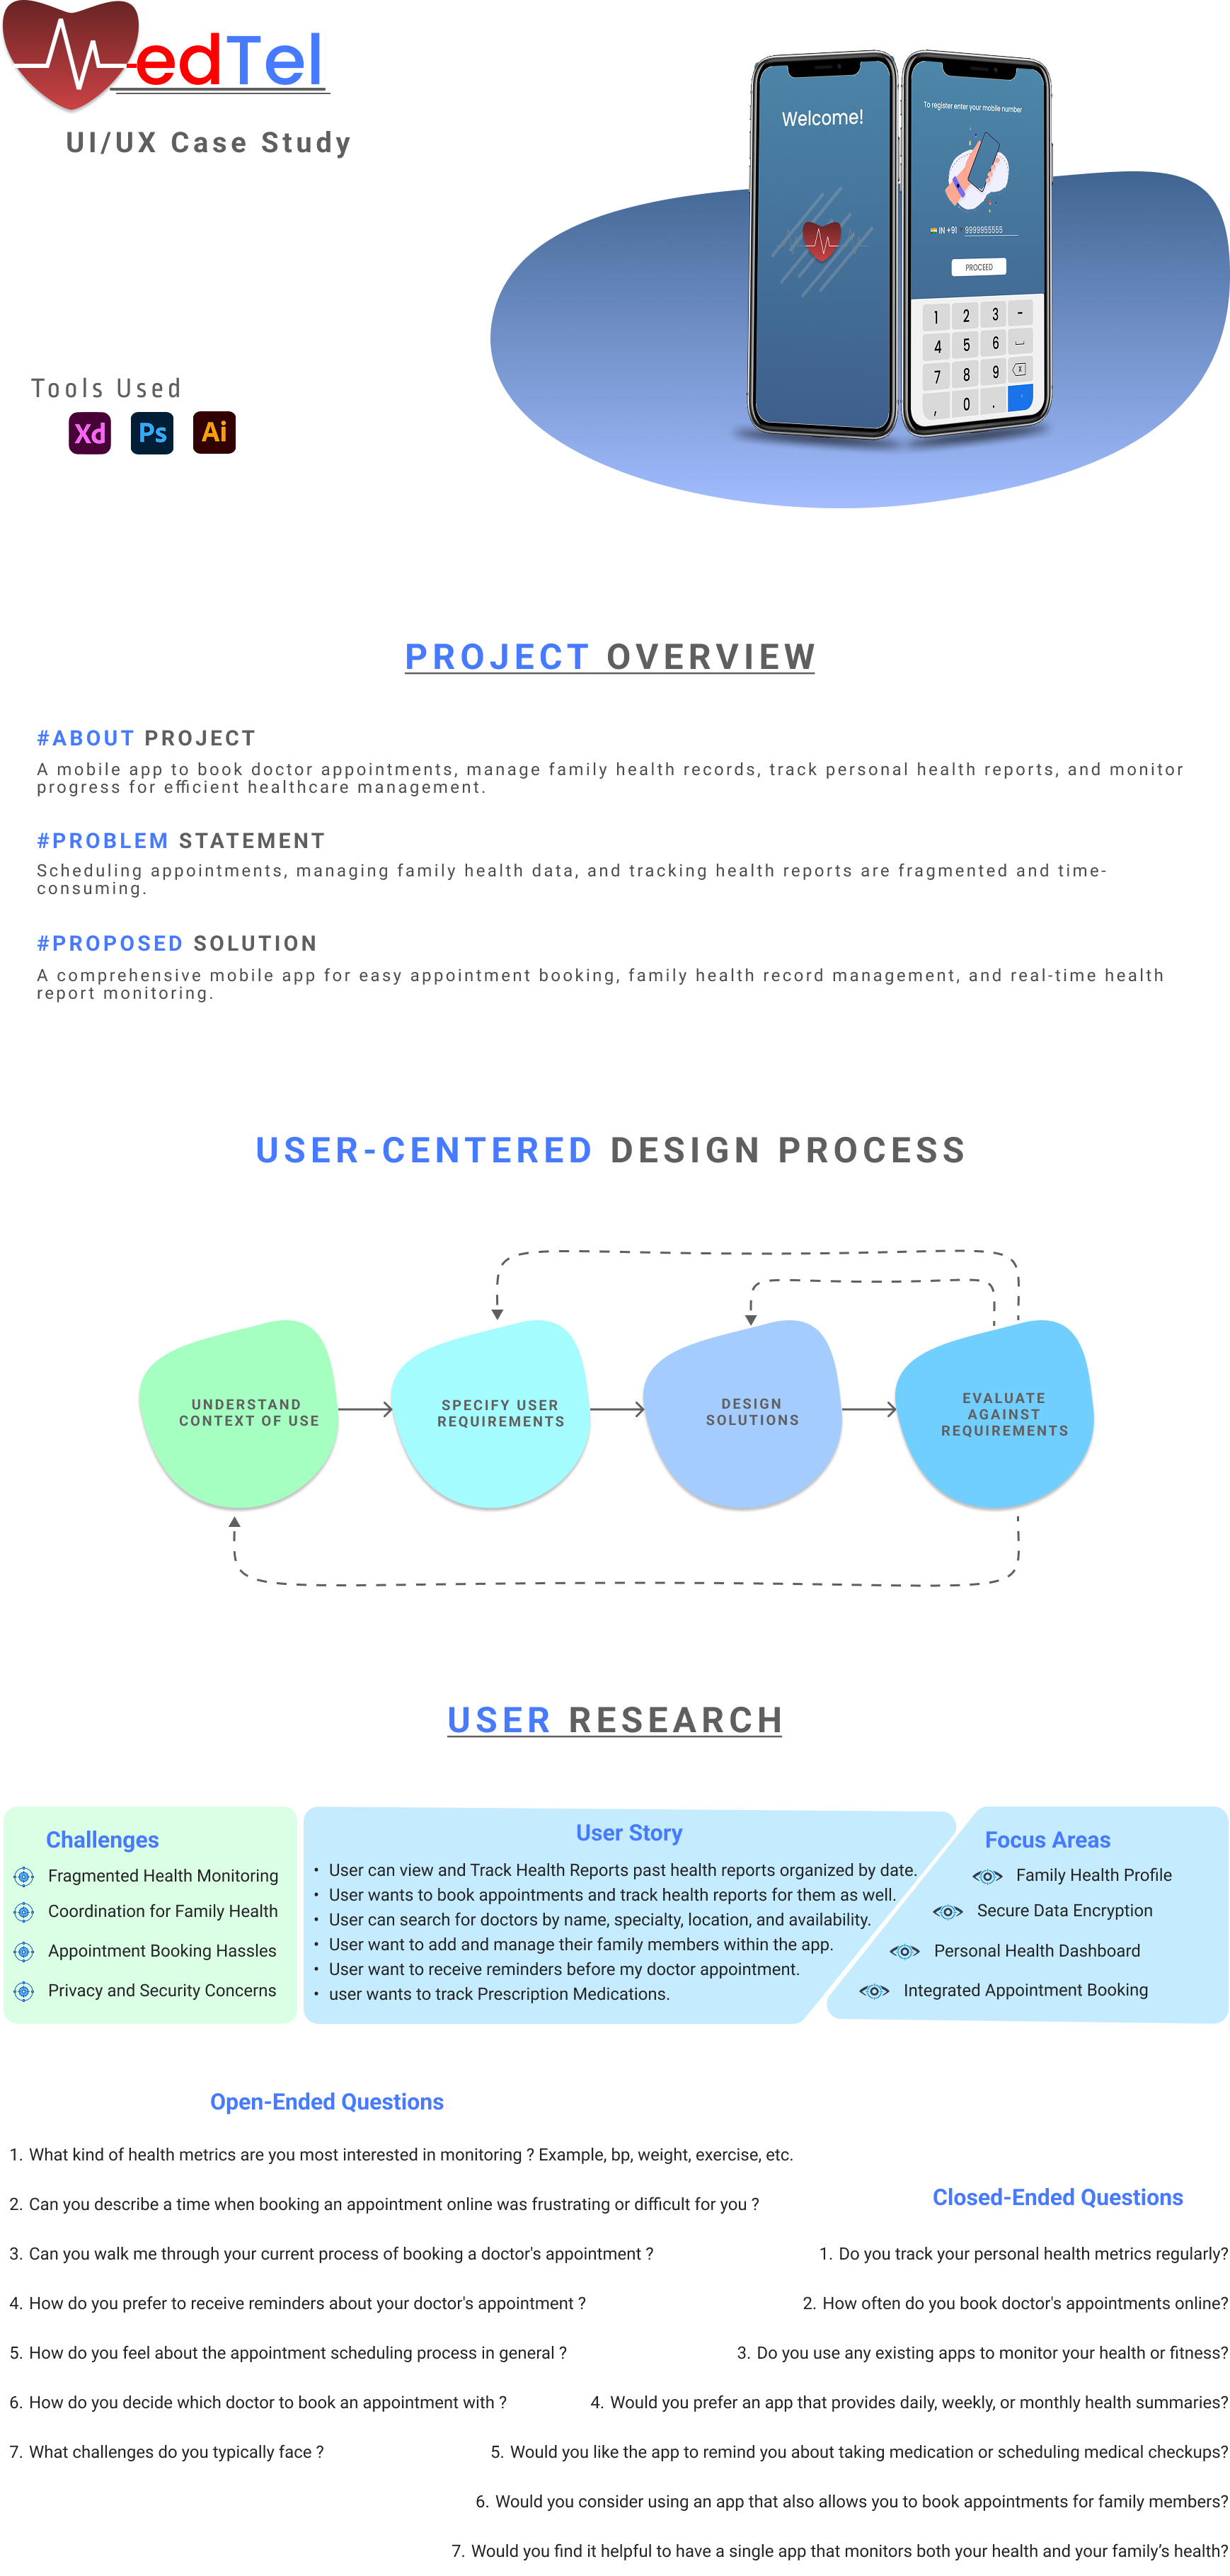 edTel
UI/UX Case Study
Welcome!
To register enter your mobile number
IN +91 9999955555
PROCEED
1 2 3 -
4 5 6
7 8 9
, 0 .
Tools Used
Xd Ps Ai
PROJECT OVERVIEW
#ABOUT PROJECT
A mobile app to book doctor appointments, manage family health records, track personal health reports, and monitor
progress for efficient healthcare management.
#PROBLEM STATEMENT
Scheduling appointments, managing family health data, and tracking health reports are fragmented and time-
consuming.
#PROPOSED SOLUTION
A comprehensive mobile app for easy appointment booking, family health record management, and real-time health
report monitoring.
USER-CENTERED DESIGN PROCESS
UNDERSTAND
CONTEXT OF USE
SPECIFY USER
REQUIREMENTS
DESIGN
SOLUTIONS
EVALUATE
AGAINST
REQUIREMENTS
USER RESEARCH
Challenges
Fragmented Health Monitoring
Coordination for Family Health
Appointment Booking Hassles
Privacy and Security Concerns
User Story
• User can view and Track Health Reports past health reports organized by date.
• User wants to book appointments and track health reports for them as well.
• User can search for doctors by name, specialty, location, and availability.
• User want to add and manage their family members within the app.
• User want to receive reminders before my doctor appointment.
• user wants to track Prescription Medications.
Focus Areas
Family Health Profile
Secure Data Encryption
Personal Health Dashboard
Integrated Appointment Booking
Open-Ended Questions
1. What kind of health metrics are you most interested in monitoring ? Example, bp, weight, exercise, etc.
2. Can you describe a time when booking an appointment online was frustrating or difficult for you ?
3. Can you walk me through your current process of booking a doctor's appointment ?
4. How do you prefer to receive reminders about your doctor's appointment ?
5. How do you feel about the appointment scheduling process in general ?
6. How do you decide which doctor to book an appointment with ?
7. What challenges do you typically face ?
Closed-Ended Questions
1. Do you track your personal health metrics regularly?
2. How often do you book doctor's appointments online?
3. Do you use any existing apps to monitor your health or fitness?
4. Would you prefer an app that provides daily, weekly, or monthly health summaries?
5. Would you like the app to remind you about taking medication or scheduling medical checkups?
6. Would you consider using an app that also allows you to book appointments for family members?
7. Would you find it helpful to have a single app that monitors both your health and your family’s health?